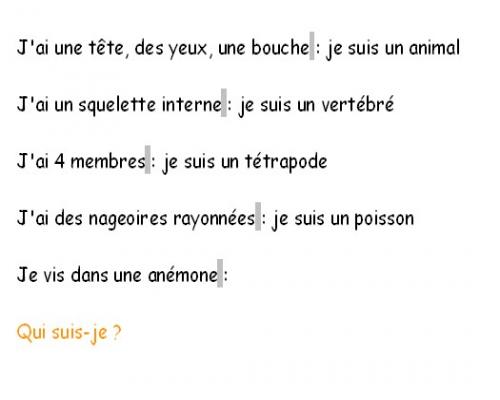 J'ai une tête, des yeux, une bouche : je suis un animal
J'ai un squelette interne : je suis un vertébré
J'ai 4 membres : je suis un tétrapode
J'ai des nageoires rayonnées : je suis un poisson
Je vis dans une anémone :
Qui suis-je ?